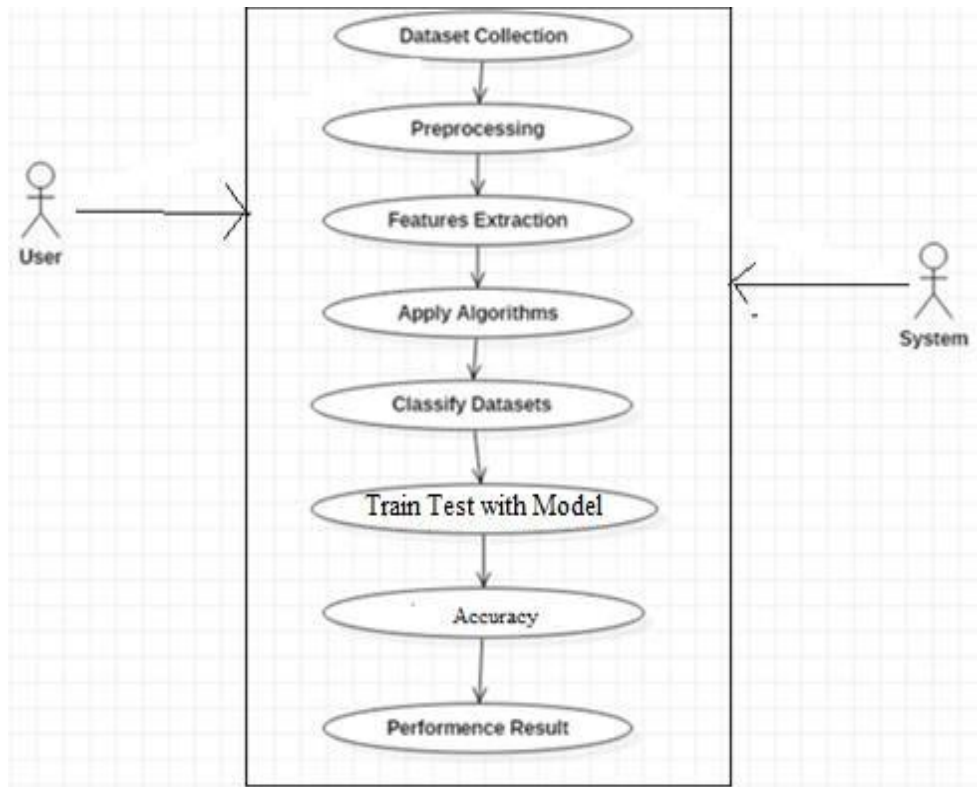 Dataset Collection
Preprocessing
Features Extraction
User
Apply Algorithms
System
Classify Datasets
Train Test with Model
Accuracy
Performence Result